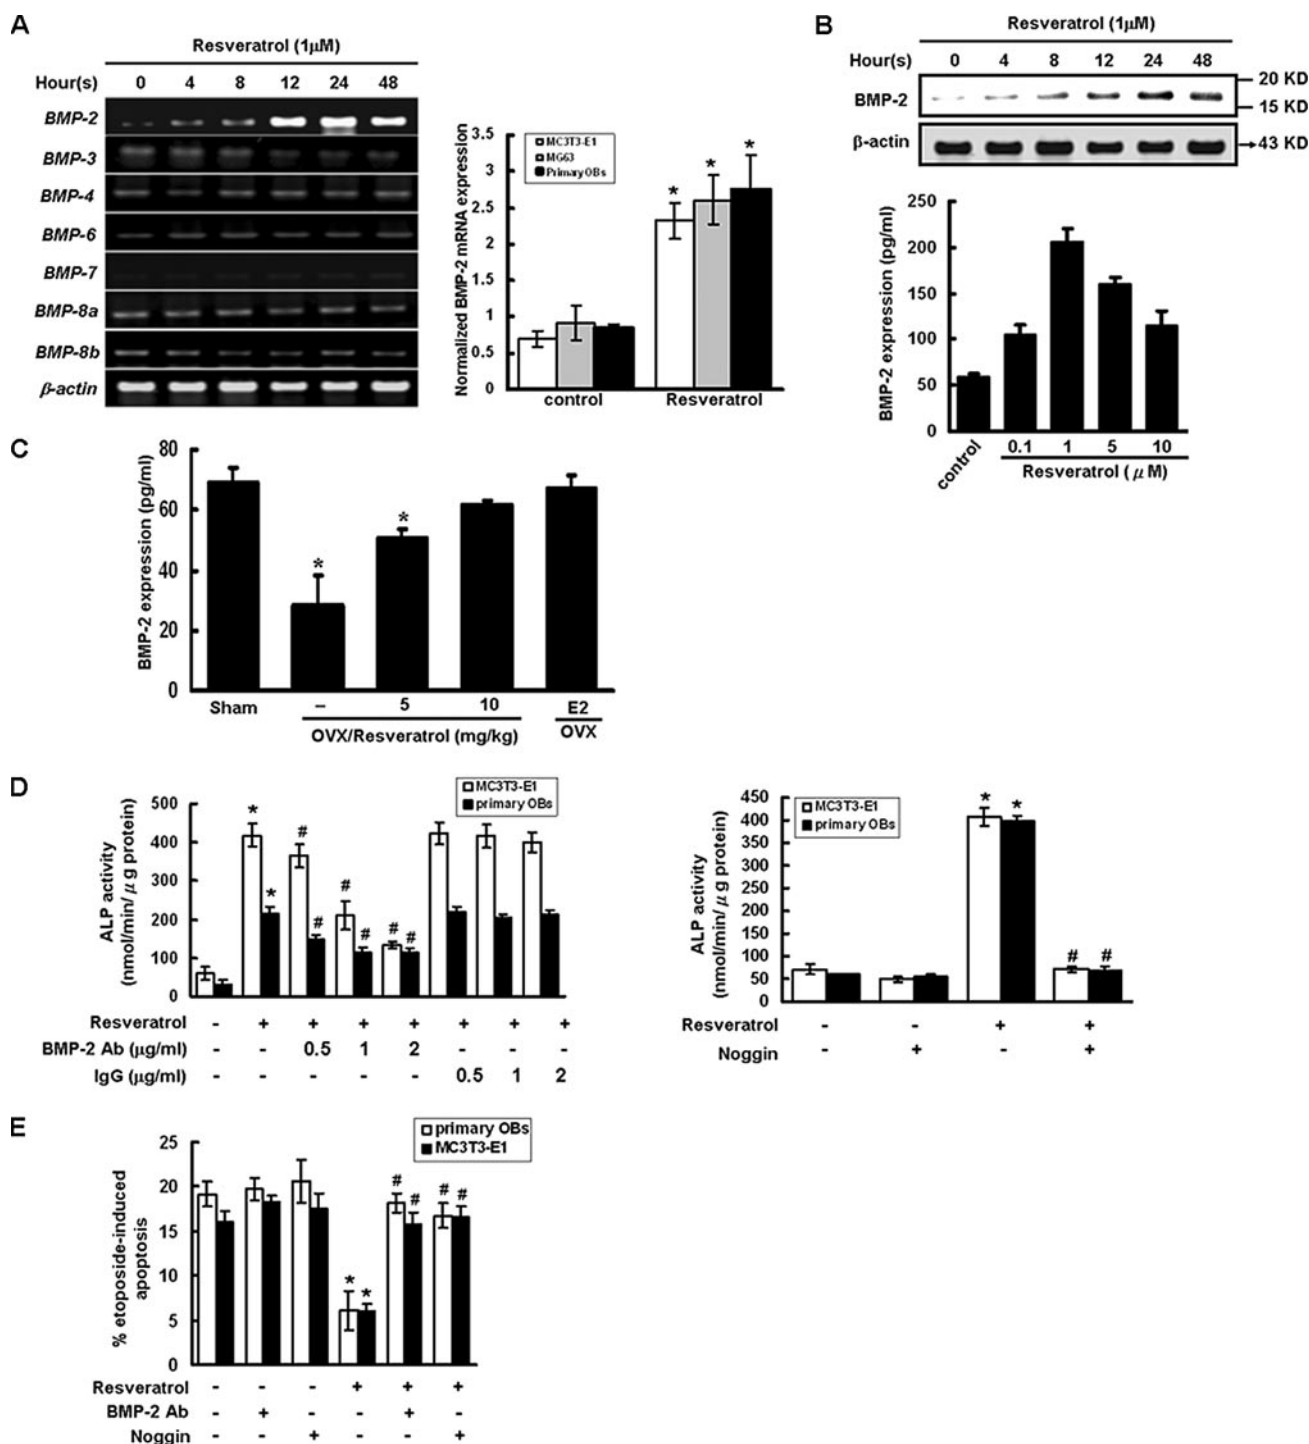 A
Resveratrol (1μM)
Hour(s) 0 4 8 12 24 48
BMP-2
BMP-3
BMP-4
BMP-6
BMP-7
BMP-8a
BMP-8b
β-actin
Normalized BMP-2 mRNA expression
3.5
3
2.5
2
1.5
1
0.5
0
MC3T3-E1
MG63
Primary OBs
* * *
control Resveratrol
B
Resveratrol (1μM)
Hour(s) 0 4 8 12 24 48
BMP-2
20 KD
15 KD
β-actin
43 KD
BMP-2 expression (pg/ml)
250
200
150
100
50
0
control 0.1 1 5 10
Resveratrol (μM)
C
BMP-2 expression (pg/ml)
80
60
40
20
0
* *
Sham – 5 10 E2
OVX/Resveratrol (mg/kg) OVX
D
ALP activity
(nmol/min/μg protein)
500
400
300
200
100
0
MC3T3-E1
primary OBs
* * # # # # # #
Resveratrol - + + + + + + +
BMP-2 Ab (μg/ml) - - 0.5 1 2 - - -
IgG (μg/ml) - - - - - 0.5 1 2
ALP activity
(nmol/min/μg protein)
450
400
350
300
250
200
150
100
50
0
MC3T3-E1
primary OBs
* * # #
Resveratrol - - + +
Noggin - + - +
E
% etoposide-induced
apoptosis
25
20
15
10
5
0
primary OBs
MC3T3-E1
* * # # # #
Resveratrol - - - + + +
BMP-2 Ab - + - - + -
Noggin - - + - - +